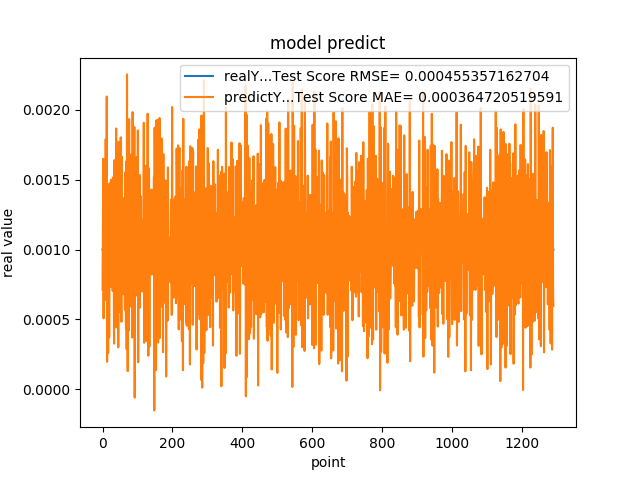 model predict
realY...Test Score RMSE= 0.000455357162704
predictY...Test Score MAE= 0.000364720519591
0.0020
0.0015
0.0010
0.0005
0.0000
real value
0 200 400 600 800 1000 1200
point